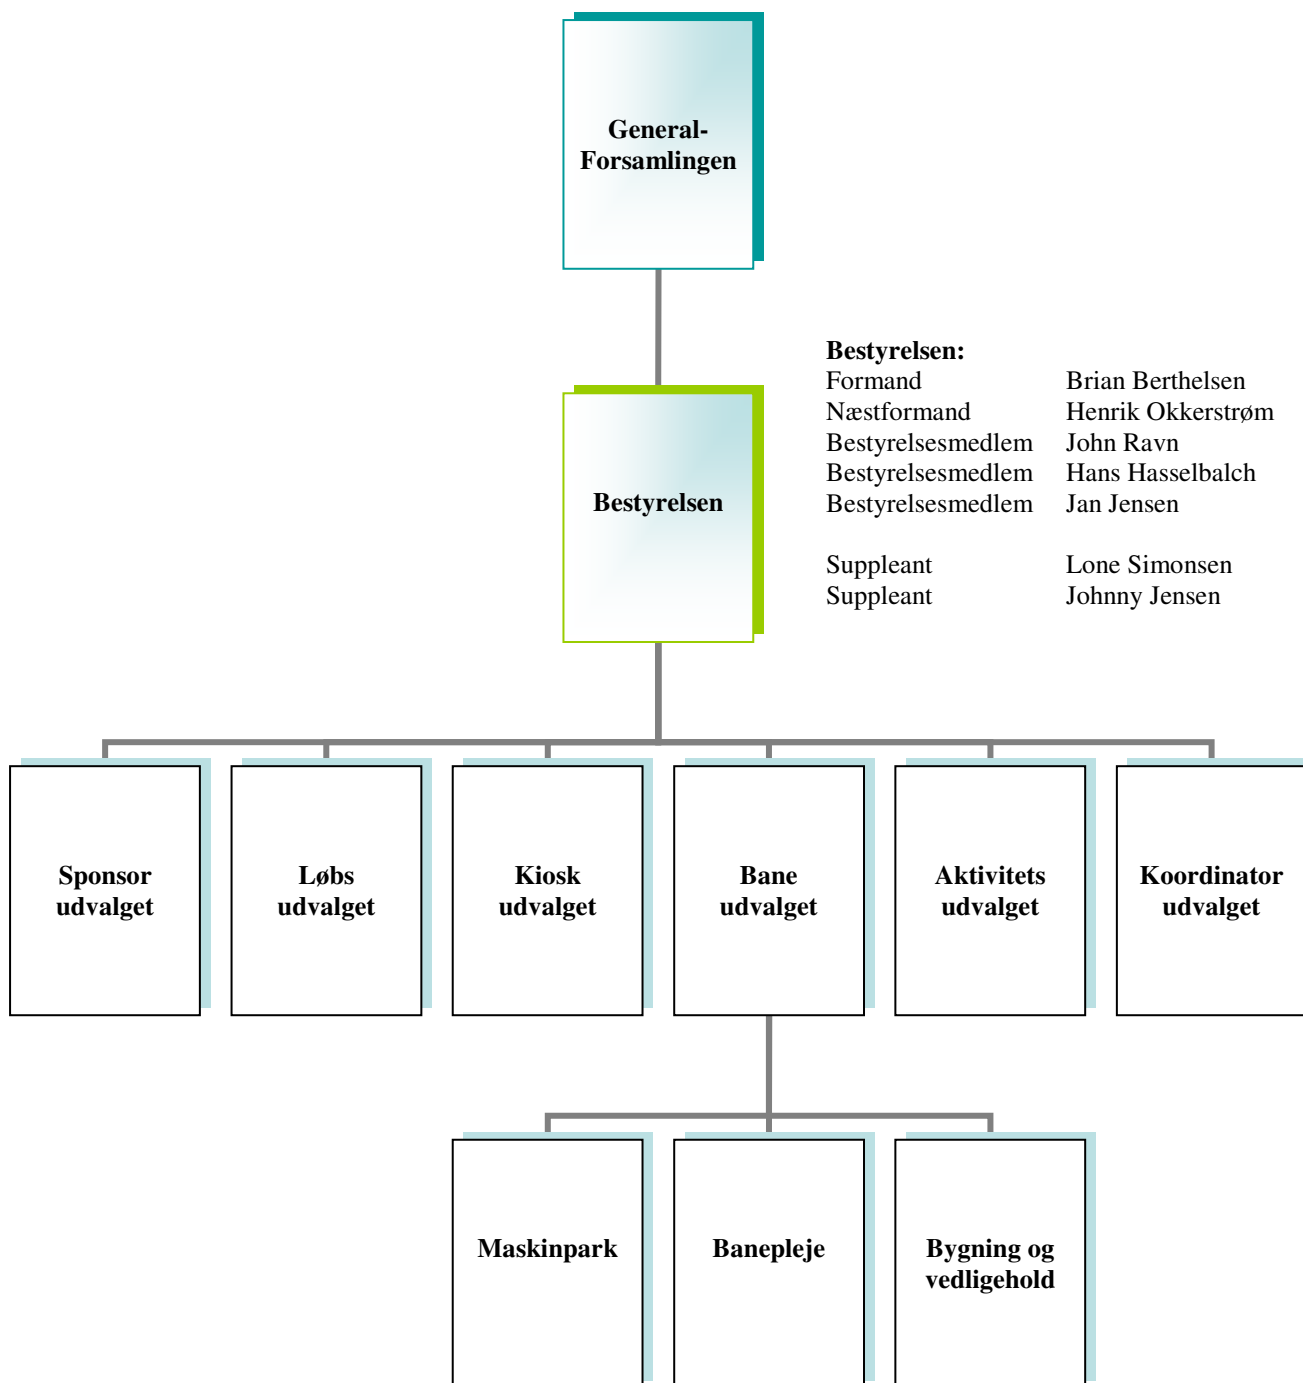 General-
Forsamlingen
Bestyrelsen:
Formand Brian Berthelsen
Næstformand Henrik Okkerstrøm
Bestyrelsesmedlem John Ravn
Bestyrelsesmedlem Hans Hasselbalch
Bestyrelsesmedlem Jan Jensen
Suppleant Lone Simonsen
Suppleant Johnny Jensen
Bestyrelsen
Sponsor
udvalget
Løbs
udvalget
Kiosk
udvalget
Bane
udvalget
Aktivitets
udvalget
Koordinator
udvalget
Maskinpark
Banepleje
Bygning og
vedligehold